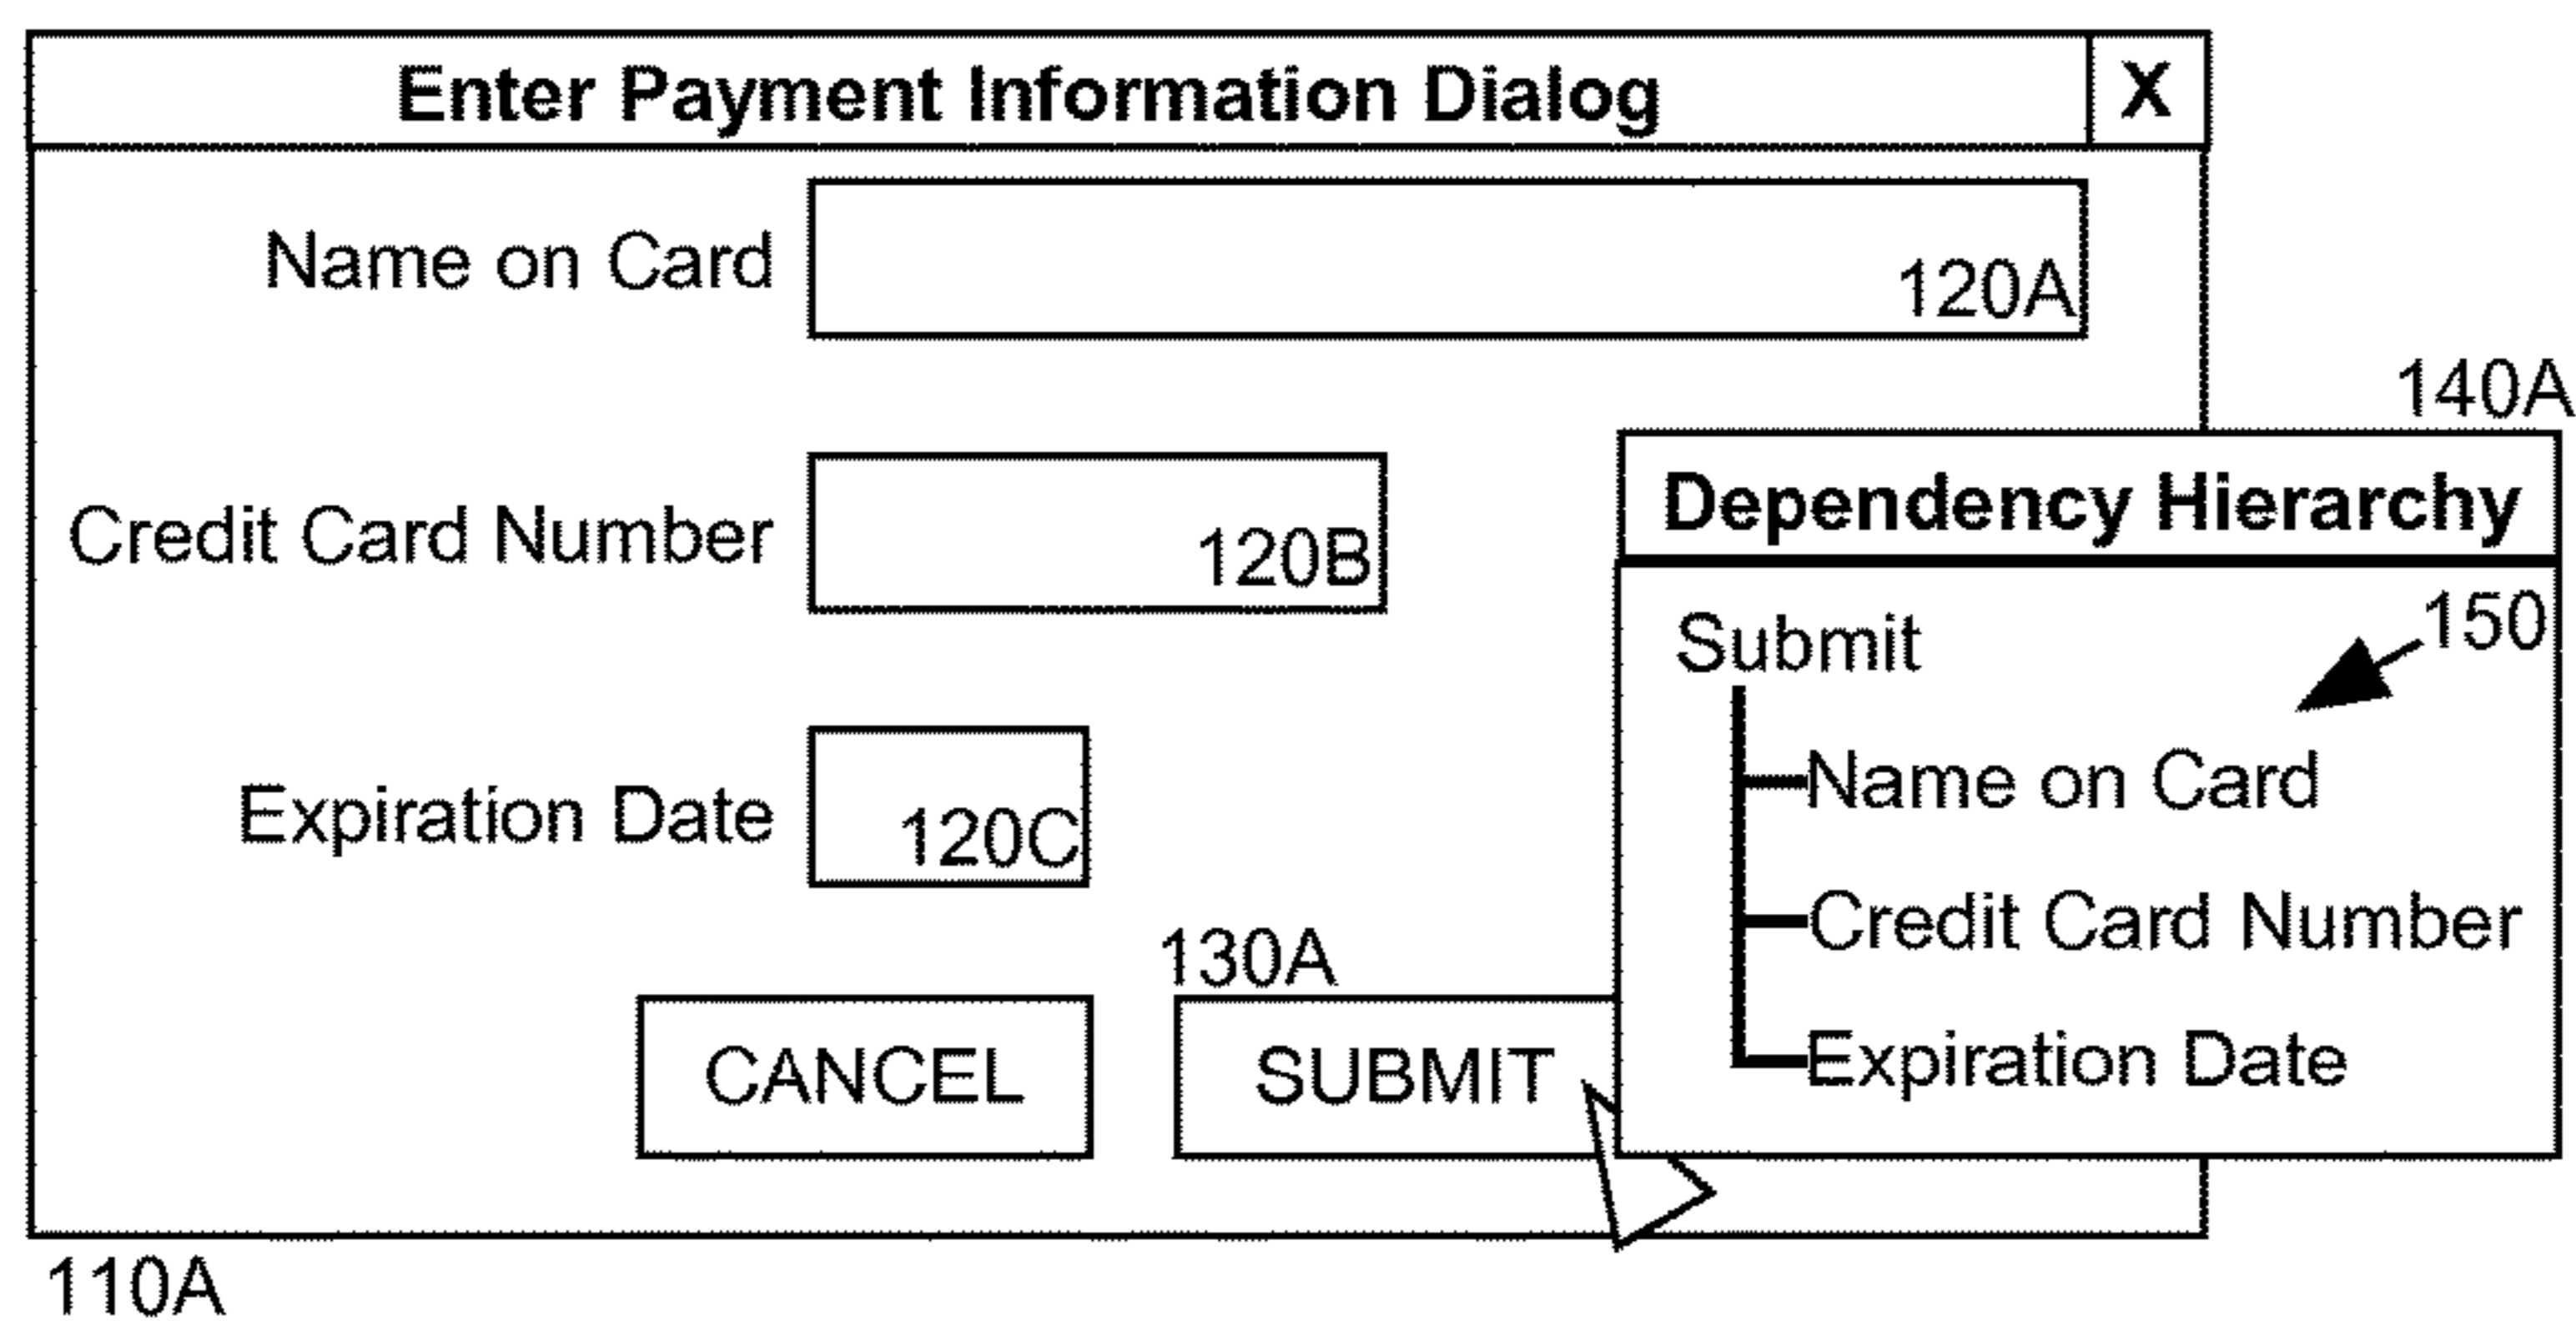 Enter Payment Information Dialog X
Name on Card 120A
140A
Dependency Hierarchy
Credit Card Number 120B
150
Submit
Name on Card
Credit Card Number
Expiration Date
Expiration Date 120C
130A
CANCEL SUBMIT
110A